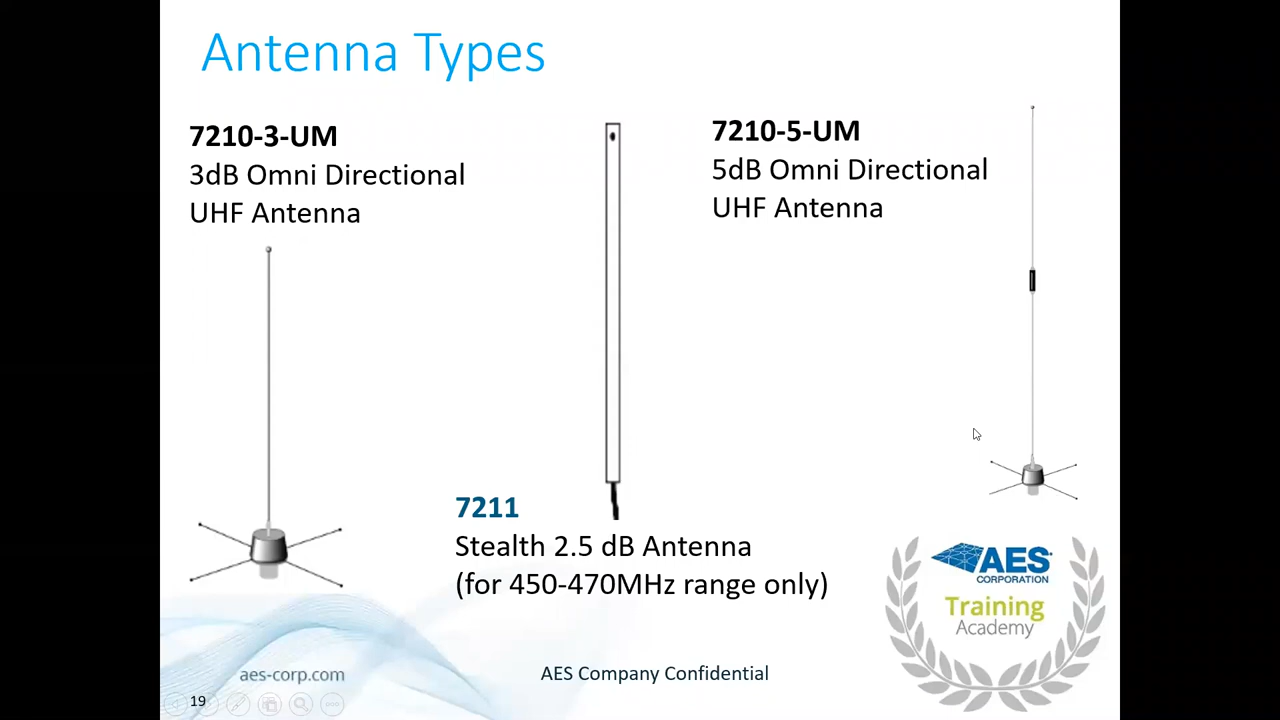 Antenna Types
7210-3-UM
3dB Omni Directional
UHF Antenna
7210-5-UM
5dB Omni Directional
UHF Antenna
7211
Stealth 2.5 dB Antenna
(for 450-470MHz range only)
AES
CORPORATION
Training
Academy
aes-corp.com
AES Company Confidential
19